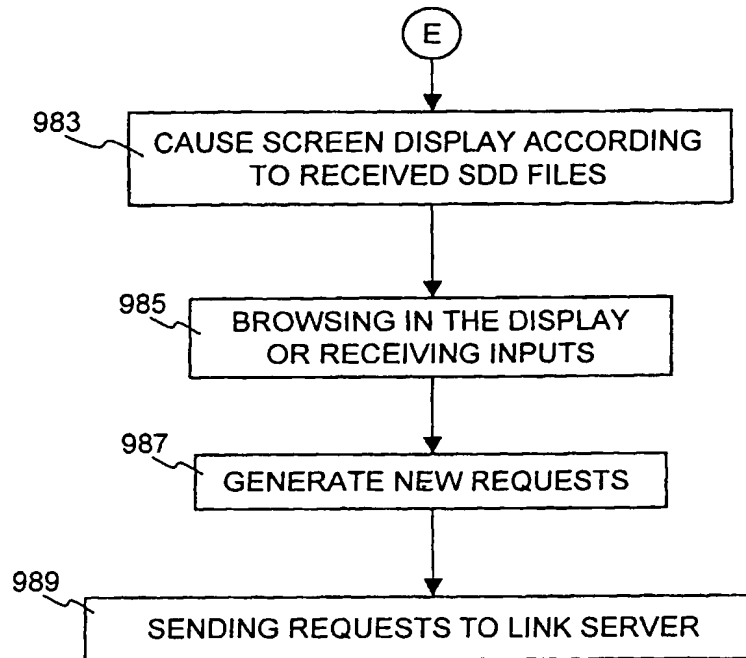 E
983
CAUSE SCREEN DISPLAY ACCORDING
TO RECEIVED SDD FILES
985
BROWSING IN THE DISPLAY
OR RECEIVING INPUTS
987
GENERATE NEW REQUESTS
989
SENDING REQUESTS TO LINK SERVER